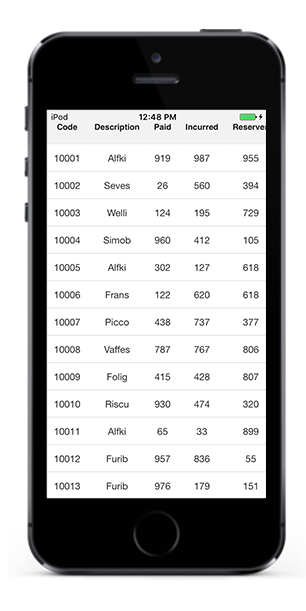 iPod 12:48 PM
Code Description Paid Incurred Reserves
10001 Alfki 919 987 955
10002 Seves 26 560 394
10003 Welli 124 195 729
10004 Simob 960 412 105
10005 Alfki 302 127 618
10006 Frans 122 620 618
10007 Picco 438 737 377
10008 Vaffes 787 767 806
10009 Folig 415 428 807
10010 Riscu 930 474 320
10011 Alfki 65 33 899
10012 Furib 957 836 55
10013 Furib 976 179 151